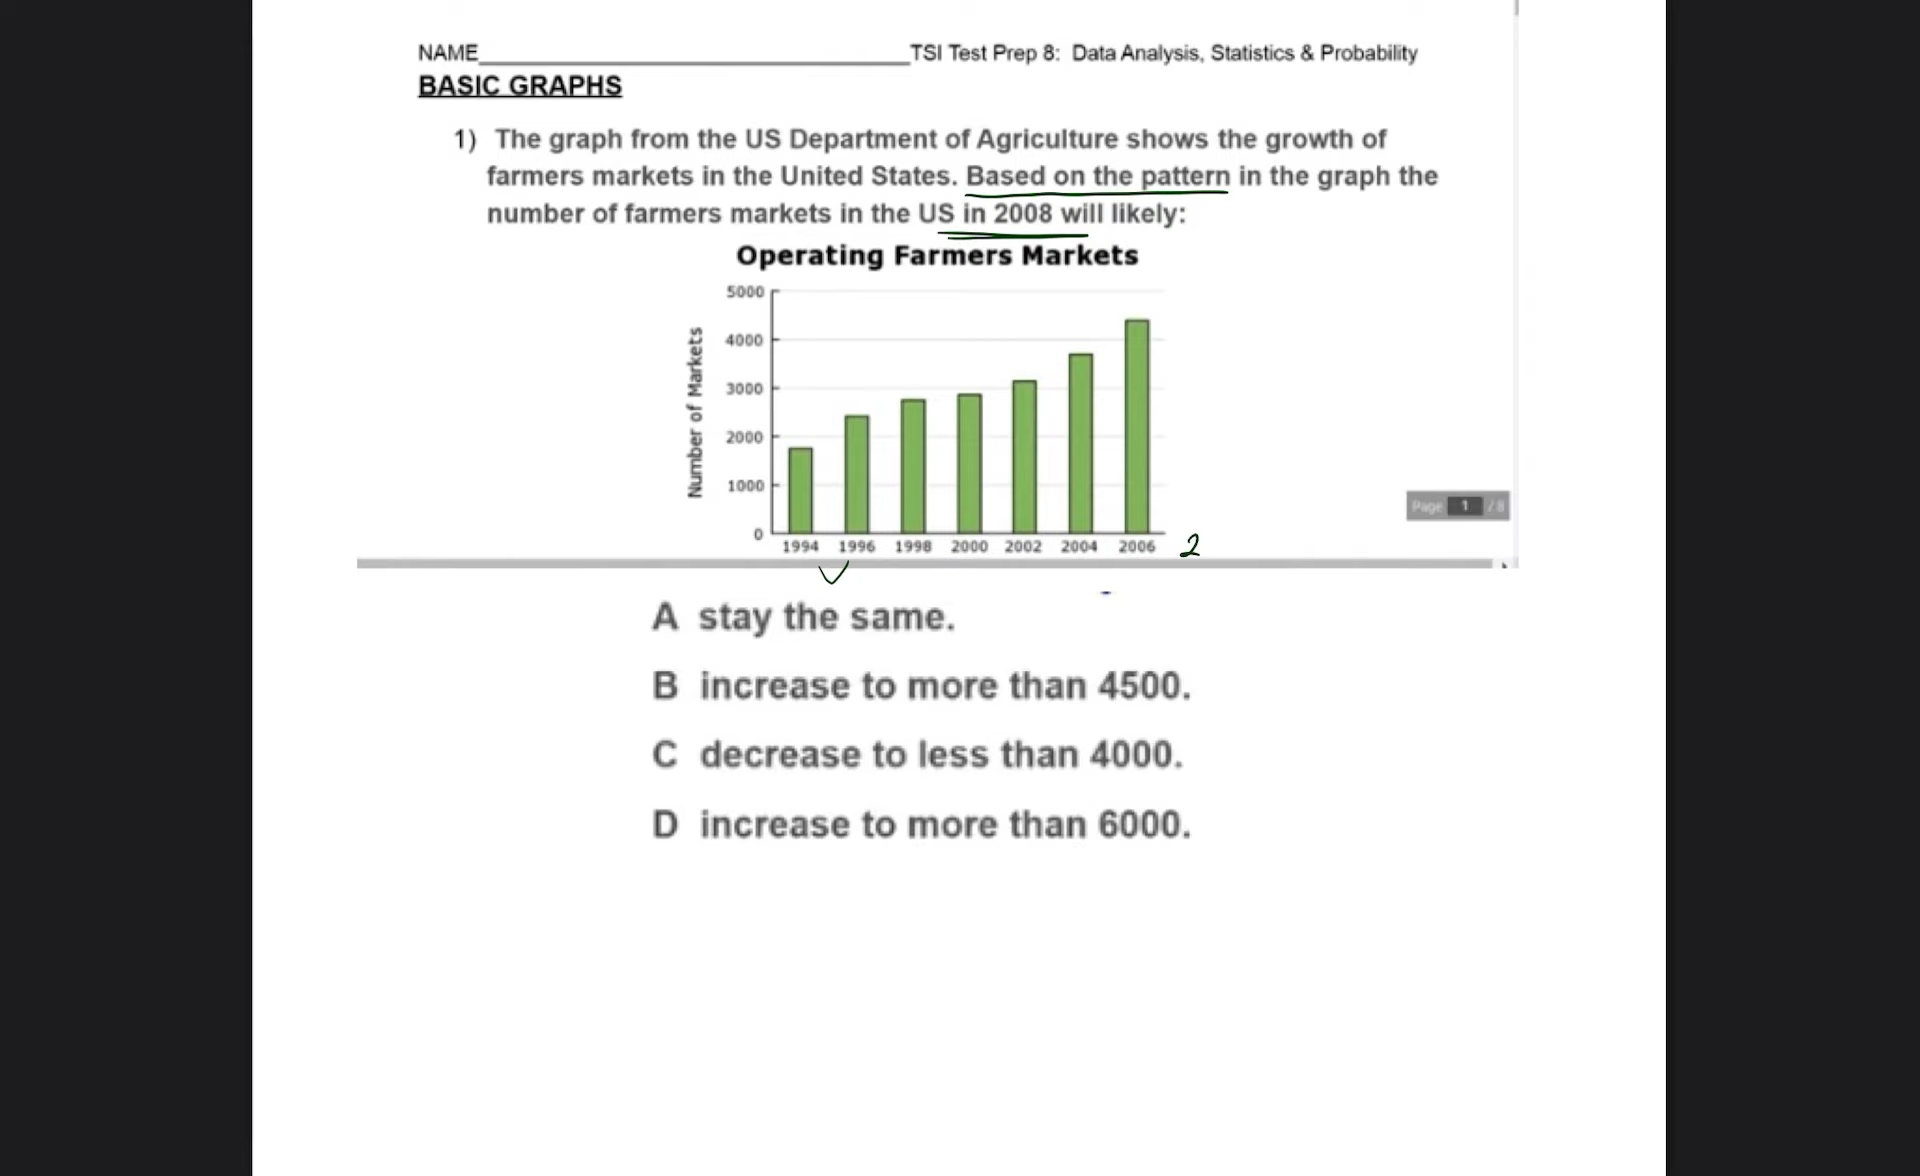 NAME____________________TSI Test Prep 8: Data Analysis, Statistics & Probability
BASIC GRAPHS
1) The graph from the US Department of Agriculture shows the growth of
farmers markets in the United States. Based on the pattern in the graph the
number of farmers markets in the US in 2008 will likely:
Operating Farmers Markets
Number of Markets
5000
4000
3000
2000
1000
0
1994 1996 1998 2000 2002 2004 2006 2
Page 1 / 8
A stay the same.
B increase to more than 4500.
C decrease to less than 4000.
D increase to more than 6000.